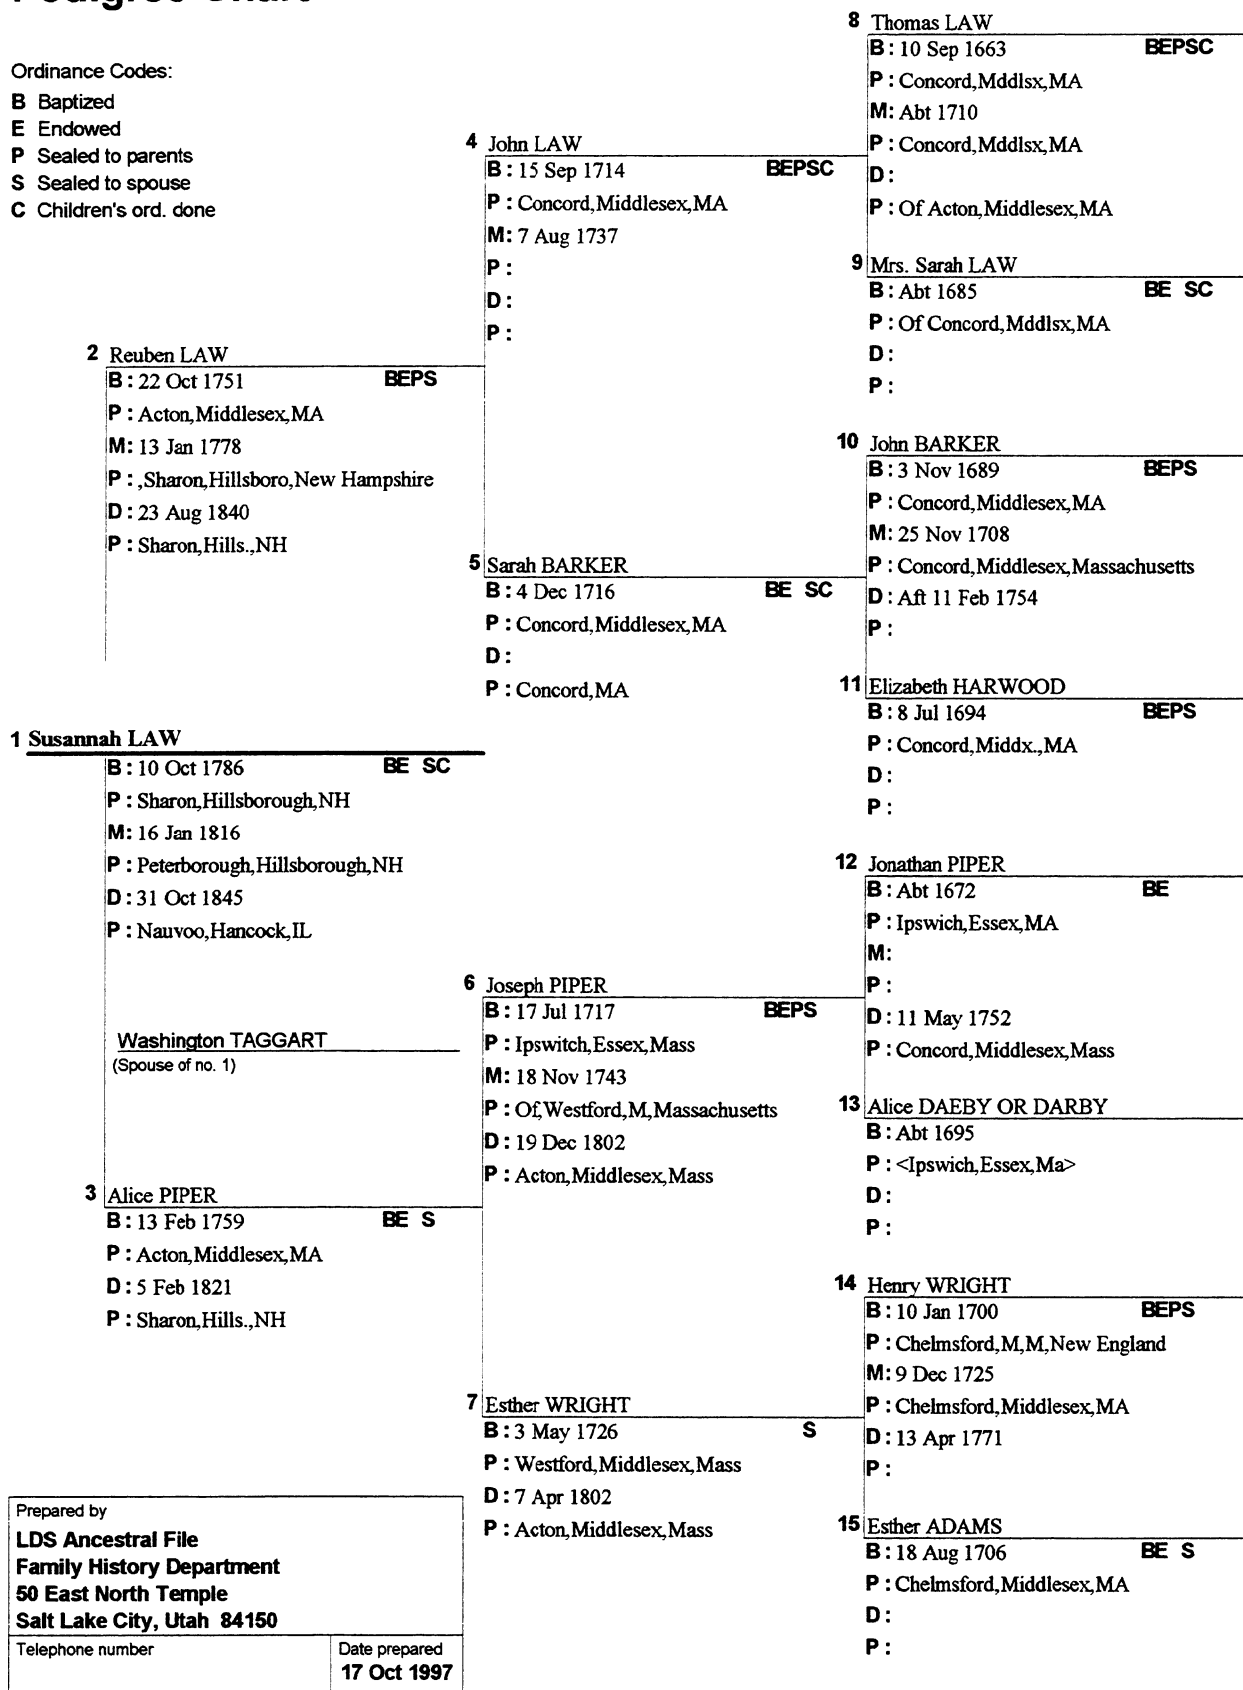 Pedigree Chart
Ordinance Codes:
B Baptized
E Endowed
P Sealed to parents
S Sealed to spouse
C Children's ord. done
8 Thomas LAW
B: 10 Sep 1663 BEPSC
P: Concord,Mddlsx,MA
M: Abt 1710
P: Concord,Mddlsx,MA
D:
P: Of Acton,Middlesex,MA
4 John LAW
B: 15 Sep 1714 BEPSC
P: Concord,Middlesex,MA
M: 7 Aug 1737
P:
D:
P:
9 Mrs. Sarah LAW
B: Abt 1685 BE SC
P: Of Concord,Mddlsx,MA
D:
P:
2 Reuben LAW
B: 22 Oct 1751 BEPS
P: Acton,Middlesex,MA
M: 13 Jan 1778
P: ,Sharon,Hillsboro,New Hampshire
D: 23 Aug 1840
P: Sharon,Hills.,NH
10 John BARKER
B: 3 Nov 1689 BEPS
P: Concord,Middlesex,MA
M: 25 Nov 1708
P: Concord,Middlesex,Massachusetts
D: Aft 11 Feb 1754
P:
5 Sarah BARKER
B: 4 Dec 1716 BE SC
P: Concord,Middlesex,MA
D:
P: Concord,MA
11 Elizabeth HARWOOD
B: 8 Jul 1694 BEPS
P: Concord,Middx.,MA
D:
P:
1 Susannah LAW
B: 10 Oct 1786 BE SC
P: Sharon,Hillsborough,NH
M: 16 Jan 1816
P: Peterborough,Hillsborough,NH
D: 31 Oct 1845
P: Nauvoo,Hancock,IL
Washington TAGGART
(Spouse of no. 1)
12 Jonathan PIPER
B: Abt 1672 BE
P: Ipswich,Essex,MA
M:
P:
D: 11 May 1752
P: Concord,Middlesex,Mass
6 Joseph PIPER
B: 17 Jul 1717 BEPS
P: Ipswitch,Essex,Mass
M: 18 Nov 1743
P: Of,Westford,M,Massachusetts
D: 19 Dec 1802
P: Acton,Middlesex,Mass
13 Alice DAEBY OR DARBY
B: Abt 1695
P: <Ipswich,Essex,Ma>
D:
P:
3 Alice PIPER
B: 13 Feb 1759 BE S
P: Acton,Middlesex,MA
D: 5 Feb 1821
P: Sharon,Hills.,NH
14 Henry WRIGHT
B: 10 Jan 1700 BEPS
P: Chelmsford,M,M,New England
M: 9 Dec 1725
P: Chelmsford,Middlesex,MA
D: 13 Apr 1771
P:
7 Esther WRIGHT
B: 3 May 1726 S
P: Westford,Middlesex,Mass
D: 7 Apr 1802
P: Acton,Middlesex,Mass
15 Esther ADAMS
B: 18 Aug 1706 BE S
P: Chelmsford,Middlesex,MA
D:
P:
Prepared by
LDS Ancestral File
Family History Department
50 East North Temple
Salt Lake City, Utah 84150
Telephone number
Date prepared
17 Oct 1997